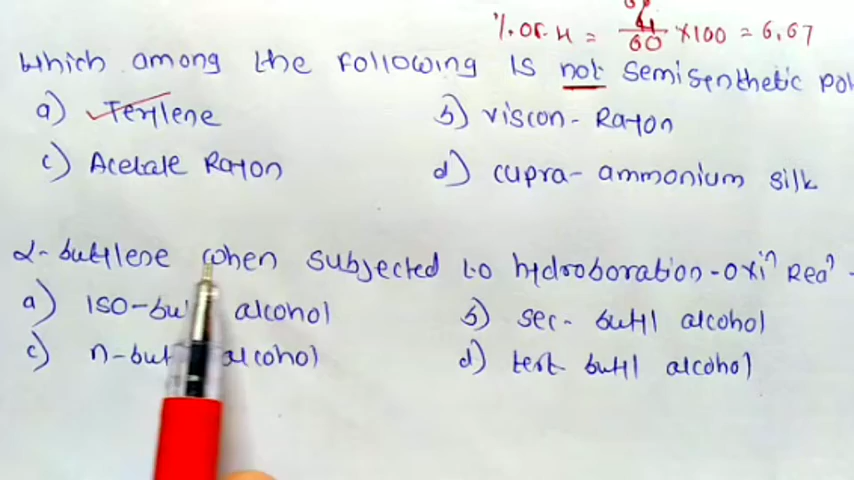 %. of H = 4/60 ×100 = 6.67
Which among the following is not semisynthetic pol
a) Terylene b) viscon- Rayon
c) Acetate Rayon d) cupra- ammonium silk
α- butylene when subjected to hydroboration-oxiⁿ Reaⁿ -
a) ISO-but alcohol b) sec- butyl alcohol
c) n-but alcohol d) tert butyl alcohol